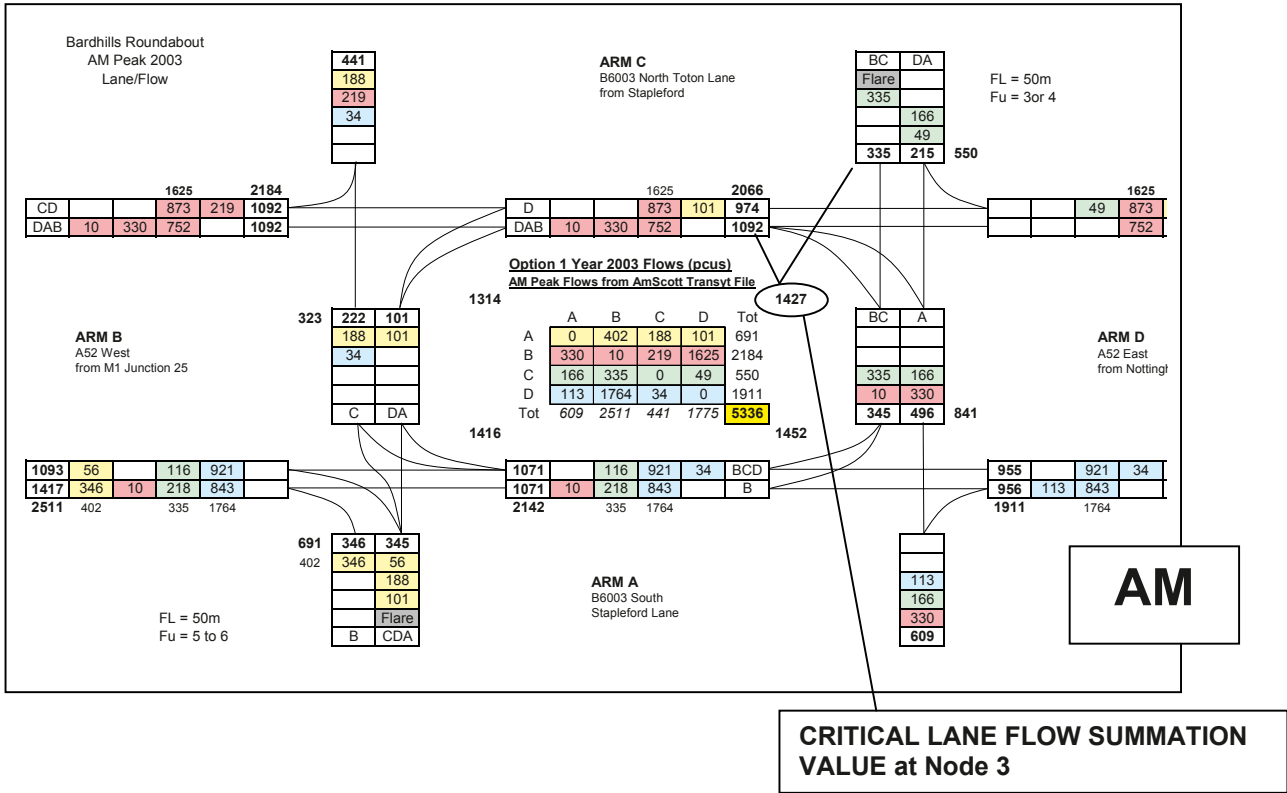 Bardhills Roundabout
AM Peak 2003
Lane/Flow
441
188
219
34
ARM C
B6003 North Toton Lane
from Stapleford
BC DA
Flare
335
166
49
335 215 550
FL = 50m
Fu = 3or 4
1625 2184
CD 873 219 1092
DAB 10 330 752 1092
1625 2066
D 873 101 974
DAB 10 330 752 1092
1625
49 873
752
Option 1 Year 2003 Flows (pcus)
AM Peak Flows from AmScott Transyt File
1314
1427
A B C D Tot
A 0 402 188 101 691
B 330 10 219 1625 2184
C 166 335 0 49 550
D 113 1764 34 0 1911
Tot 609 2511 441 1775 5336
1416
1452
ARM B
A52 West
from M1 Junction 25
323 222 101
188 101
34
C DA
BC A
335 166
10 330
345 496 841
ARM D
A52 East
from Nottingh
1093 56 116 921
1417 346 10 218 843
2511 402 335 1764
1071 116 921 34 BCD
1071 10 218 843 B
2142 335 1764
955 921 34
956 113 843
1911 1764
691 346 345
402 346 56
188
101
Flare
B CDA
FL = 50m
Fu = 5 to 6
ARM A
B6003 South
Stapleford Lane
113
166
330
609
AM
CRITICAL LANE FLOW SUMMATION
VALUE at Node 3